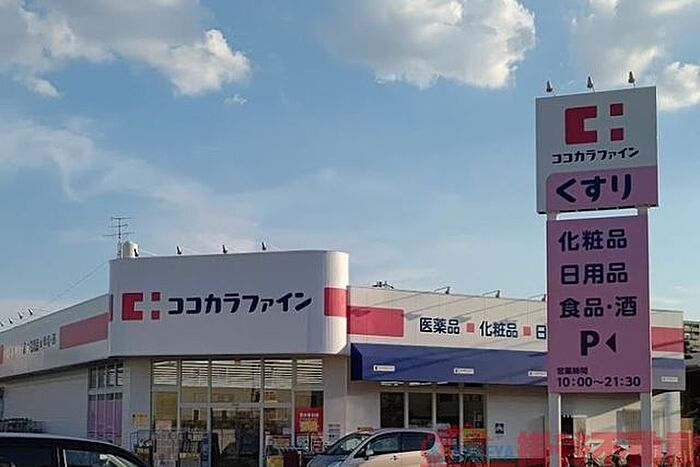 ココカラファイン
くすり
化粧品
日用品
食品・酒
P
営業時間
10:00〜21:30
ココカラファイン
医薬品■化粧品■日